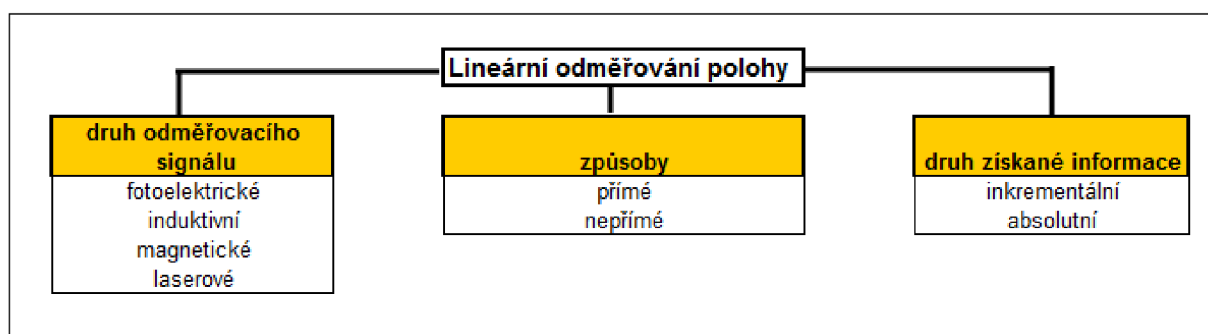 Lineární odměřování polohy
druh odměřovacího
signálu
fotoelektrické
induktivní
magnetické
laserové
způsoby
přímé
nepřímé
druh získané informace
inkrementální
absolutní